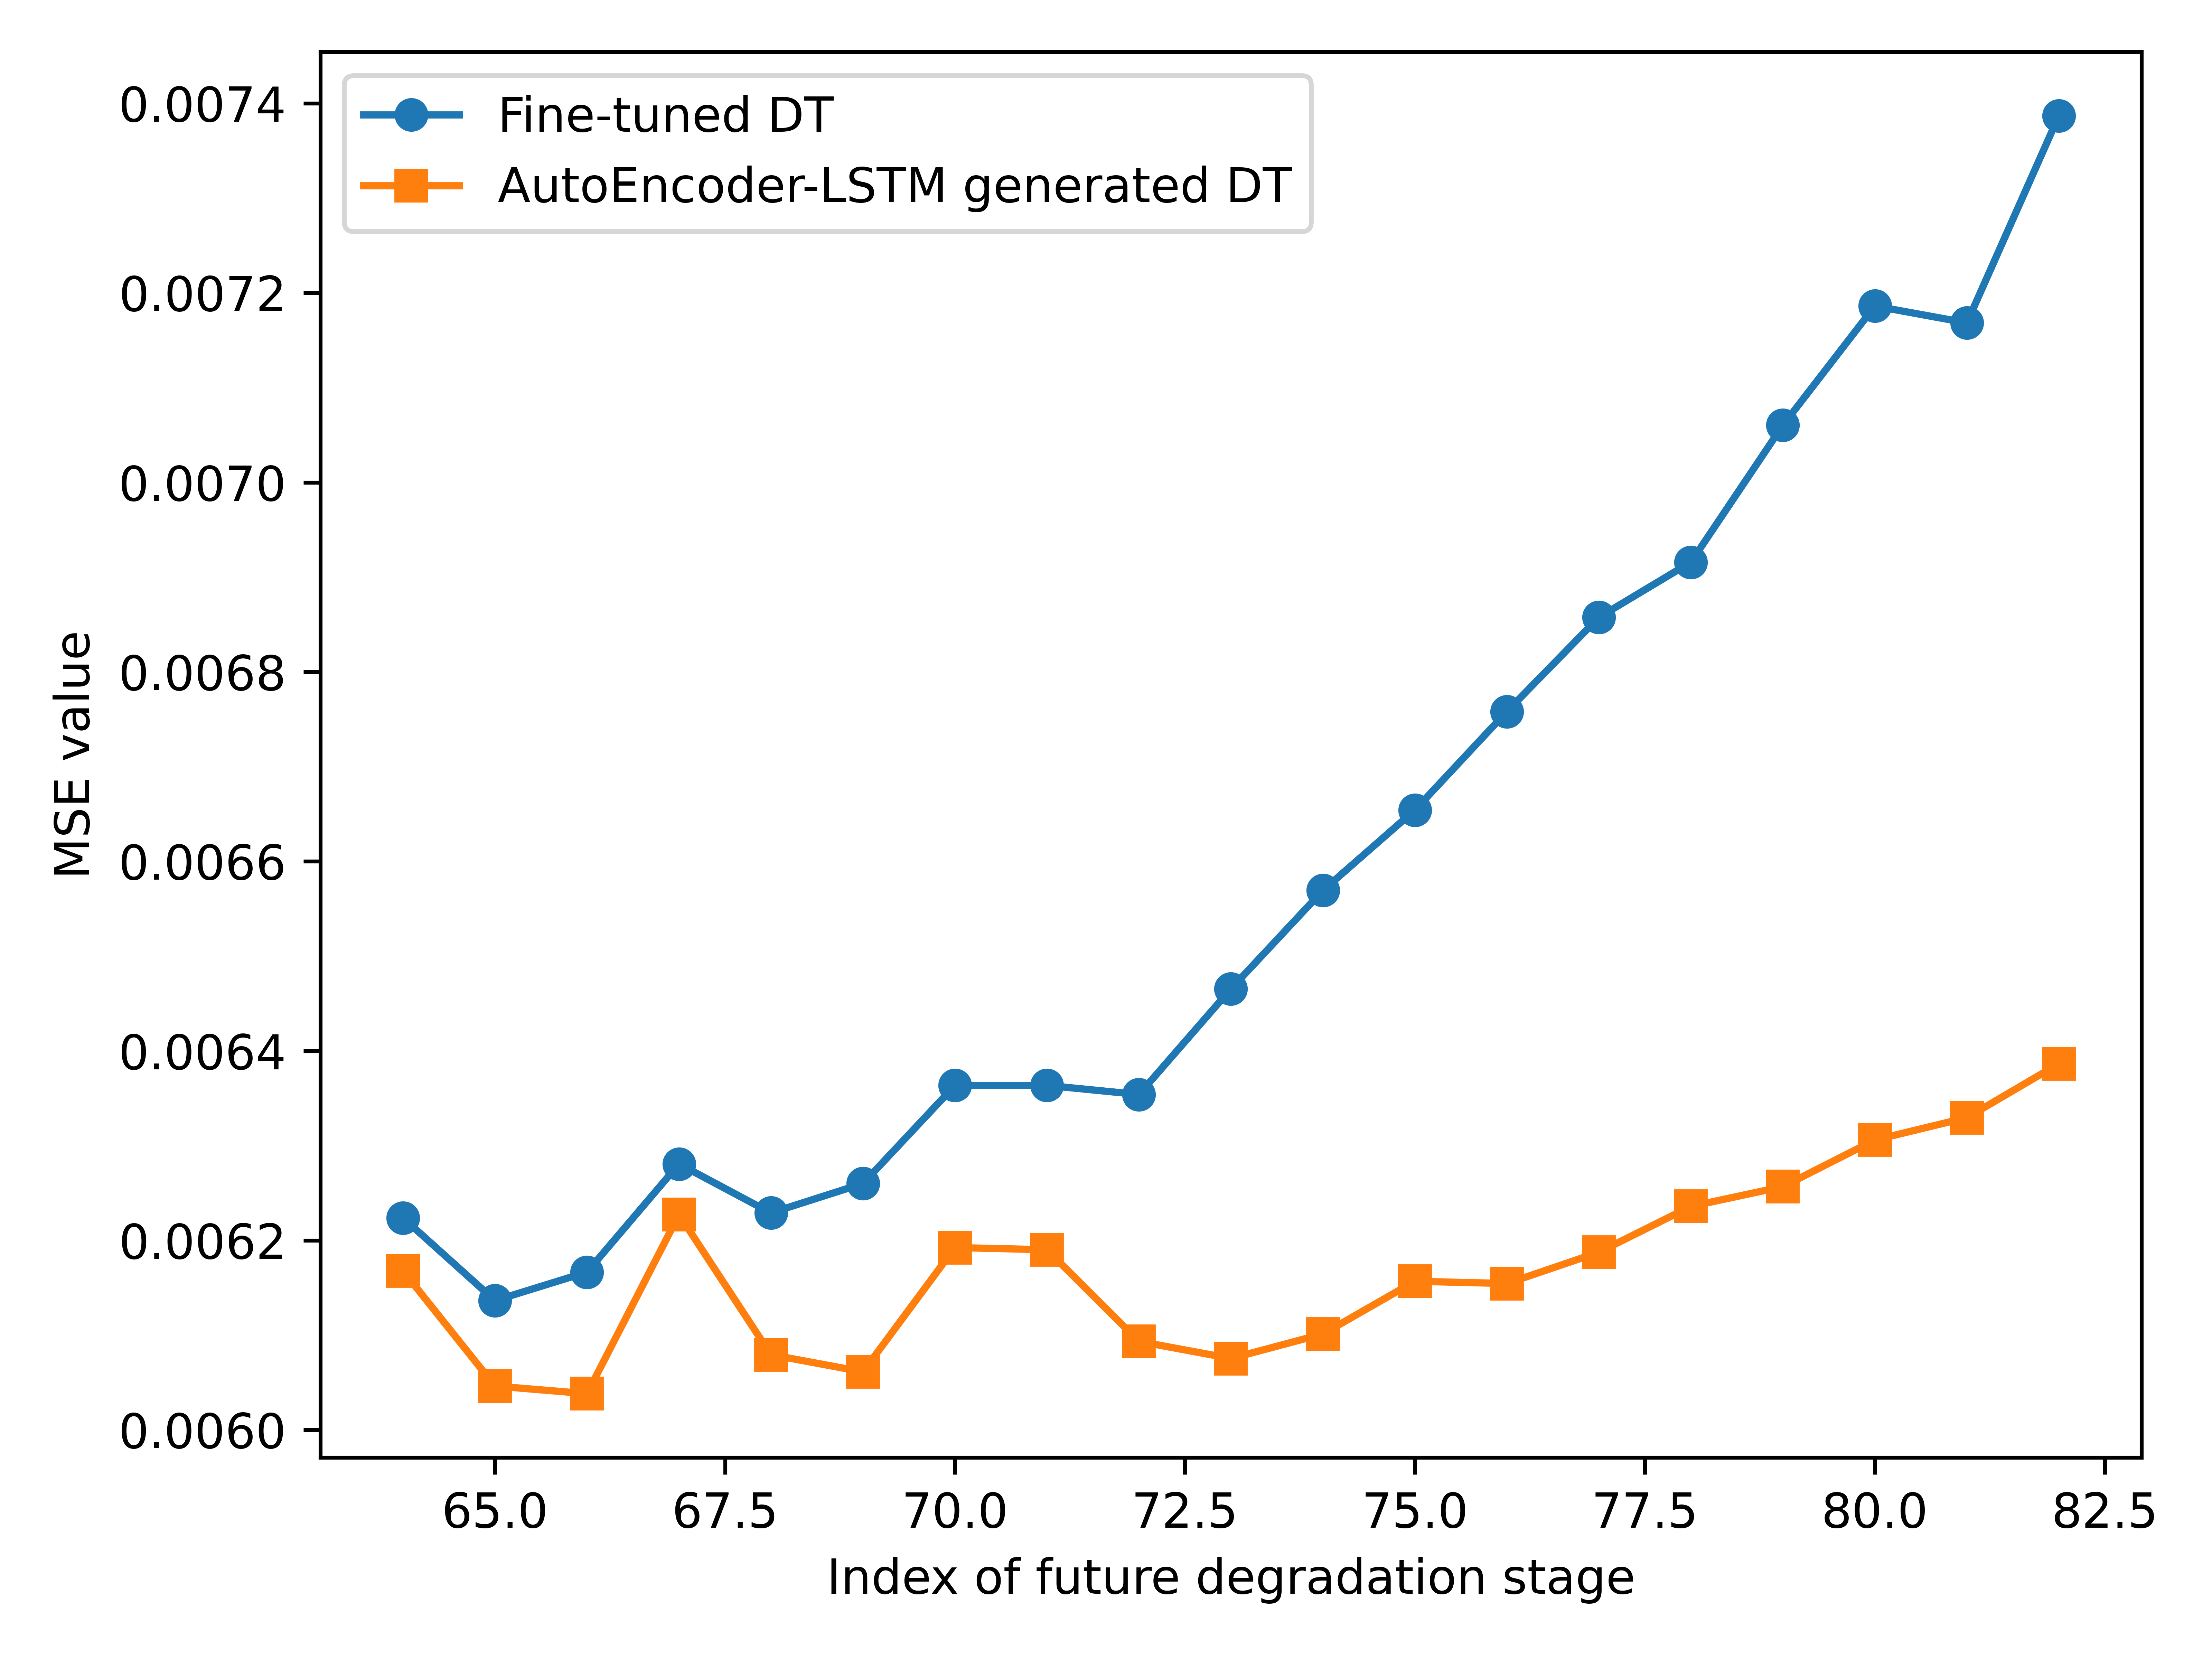 Fine-tuned DT
AutoEncoder-LSTM generated DT
0.0074
0.0072
0.0070
0.0068
0.0066
0.0064
0.0062
0.0060
MSE value
65.0 67.5 70.0 72.5 75.0 77.5 80.0 82.5
Index of future degradation stage